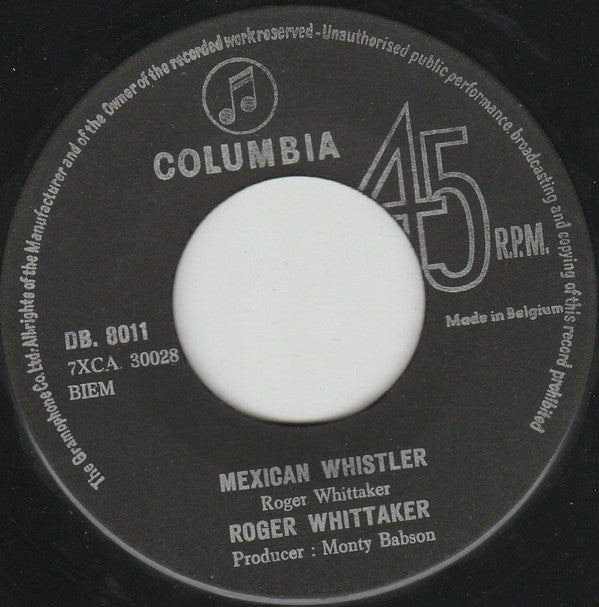 The Gramophone Co. Ltd. Allrights of the Manufacturer and of the Owner of the recorded work reserved - Unauthorised public performance broadcasting and copying of this record prohibited
COLUMBIA
45
R.P.M.
Made in Belgium
DB. 8011
7XCA 30028
BIEM
MEXICAN WHISTLER
Roger Whittaker
ROGER WHITTAKER
Producer : Monty Babson